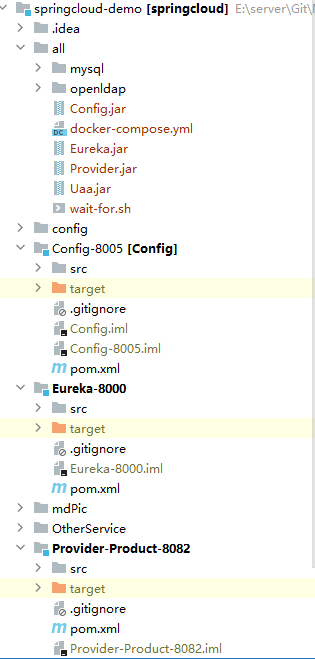 springcloud-demo [springcloud] E:\server\Git\
.idea
all
mysql
openldap
Config.jar
docker-compose.yml
Eureka.jar
Provider.jar
Uaa.jar
wait-for.sh
config
Config-8005 [Config]
src
target
.gitignore
Config.iml
Config-8005.iml
pom.xml
Eureka-8000
src
target
.gitignore
Eureka-8000.iml
pom.xml
mdPic
OtherService
Provider-Product-8082
src
target
.gitignore
pom.xml
Provider-Product-8082.iml